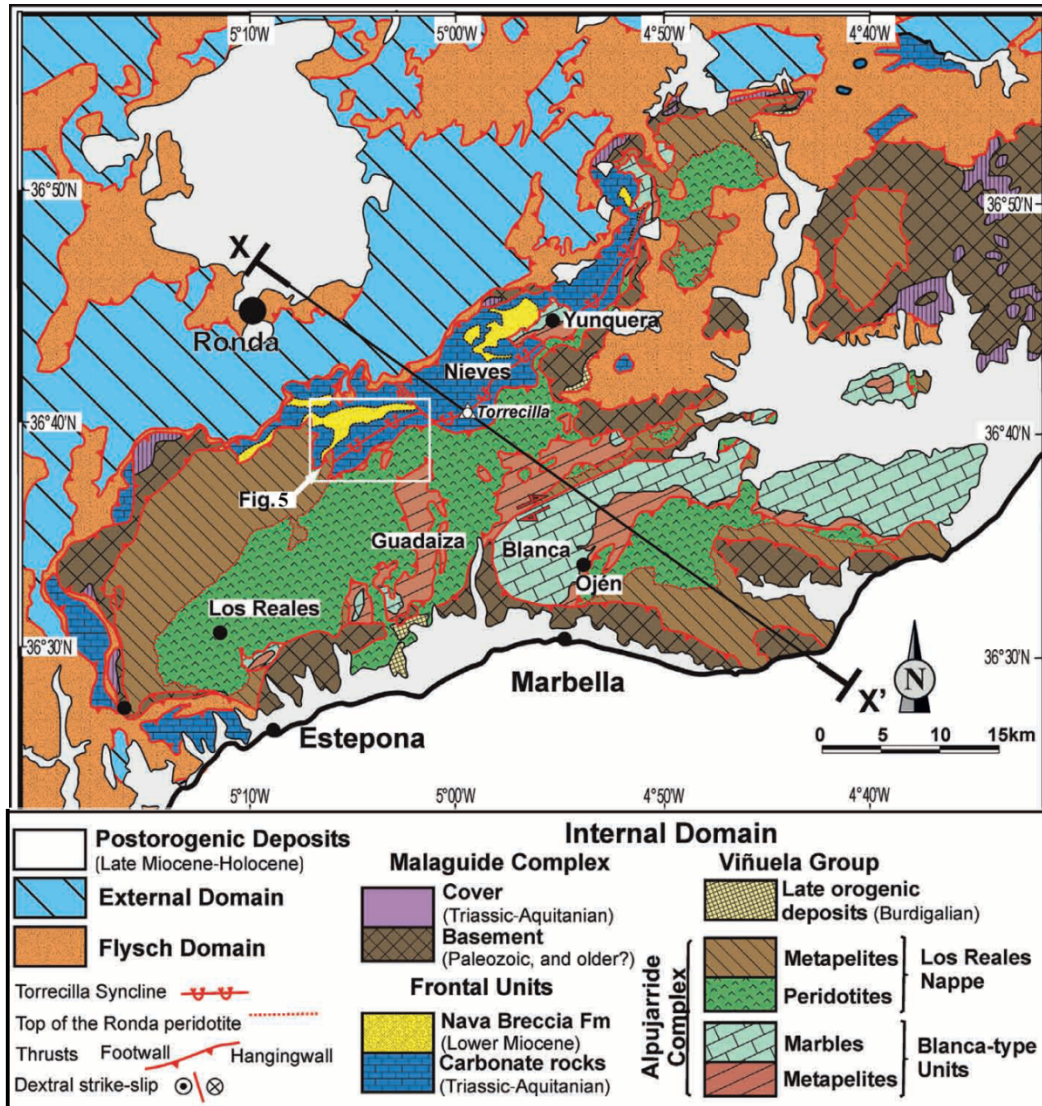 5°10'W 5°00'W 4°50'W 4°40'W
36°50'N 36°50'N
X
Ronda
Yunquera
Nieves
Torrecilla
36°40'N 36°40'N
Fig.5
Guadaiza
Blanca
Ojén
Los Reales
36°30'N 36°30'N
Marbella
N
X'
Estepona
0 5 10 15km
5°10'W 5°00'W 4°50'W 4°40'W
Postorogenic Deposits
(Late Miocene-Holocene)
External Domain
Flysch Domain
Torrecilla Syncline
Top of the Ronda peridotite
Thrusts Footwall Hangingwall
Dextral strike-slip
Internal Domain
Malaguide Complex
Cover
(Triassic-Aquitanian)
Basement
(Paleozoic, and older?)
Frontal Units
Nava Breccia Fm
(Lower Miocene)
Carbonate rocks
(Triassic-Aquitanian)
Viñuela Group
Late orogenic
deposits (Burdigalian)
Alpujarride
Complex
Metapelites
Peridotites
Los Reales
Nappe
Marbles
Metapelites
Blanca-type
Units